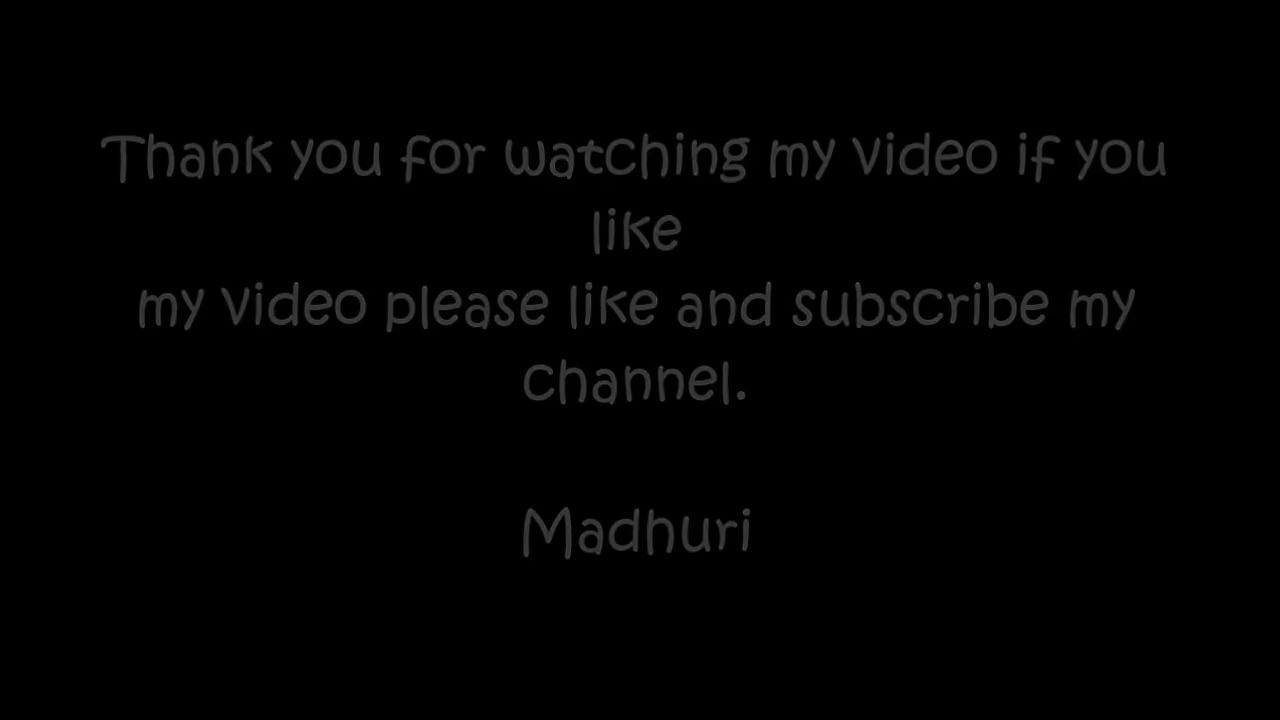 Thank you for watching my video if you
like
my video please like and subscribe my
channel.
Madhuri